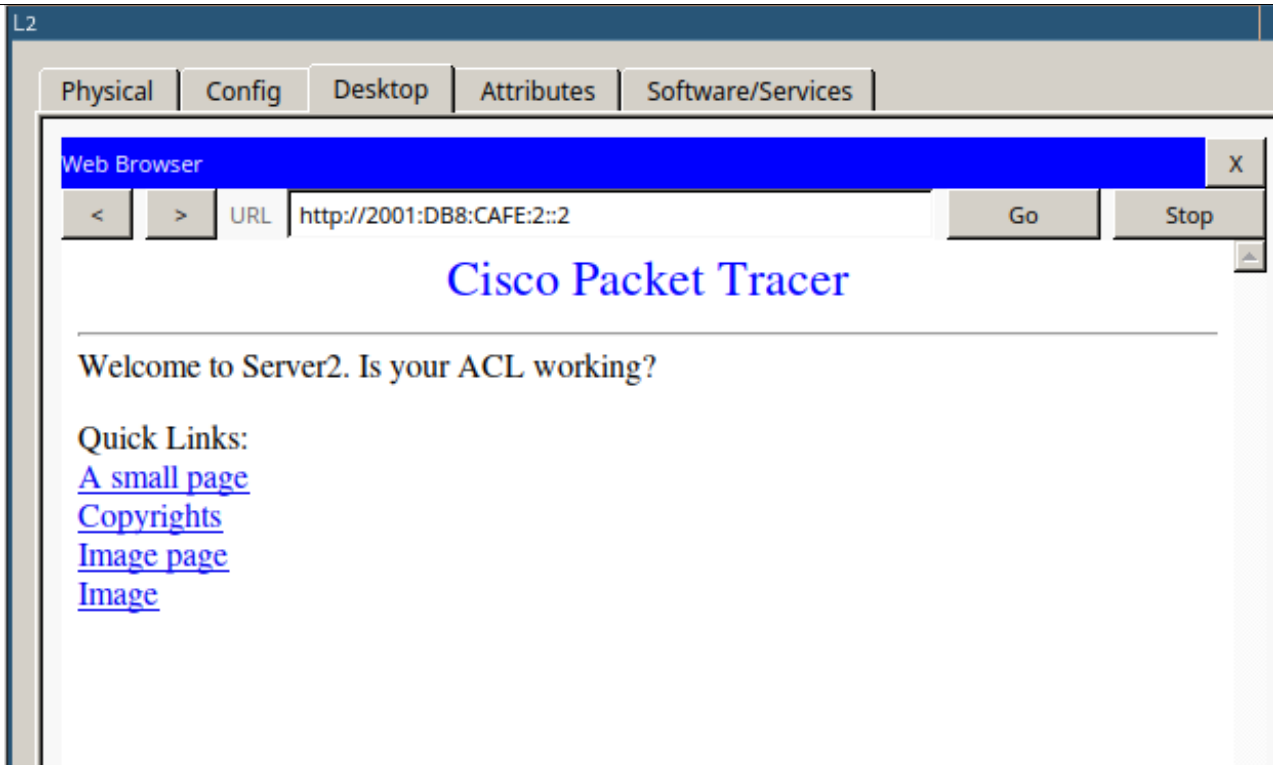 L2
Physical Config Desktop Attributes Software/Services
Web Browser X
< > URL http://2001:DB8:CAFE:2::2 Go Stop
Cisco Packet Tracer
Welcome to Server2. Is your ACL working?
Quick Links:
A small page
Copyrights
Image page
Image